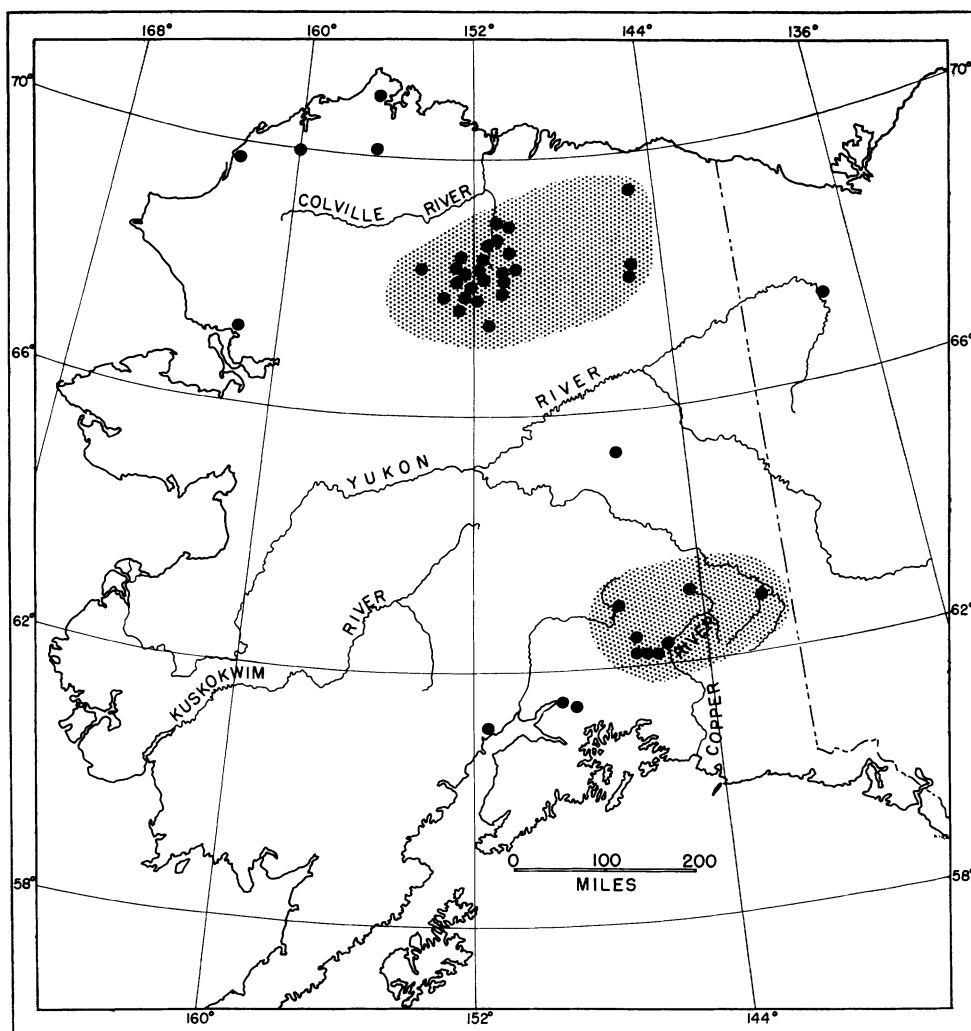 168° 160° 152° 144° 136°
70° 70°
COLVILLE RIVER
66° 66°
RIVER
YUKON
RIVER
62° 62°
RIVER
KUSKOKWIM
COPPER
0 100 200
MILES
58° 58°
160° 152° 144°